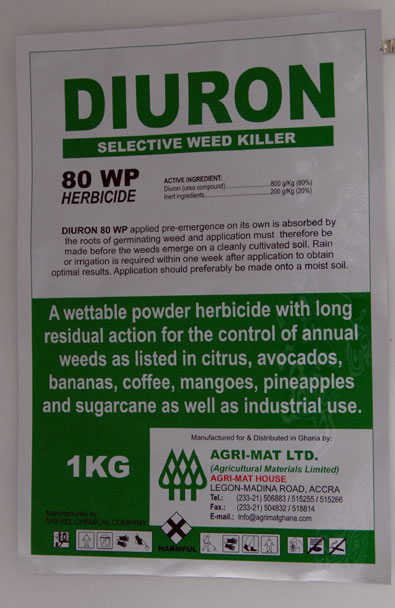 DIURON
SELECTIVE WEED KILLER
80 WP
HERBICIDE
ACTIVE INGREDIENT:
Diuron (urea compound)..............................800 g/Kg (80%)
Inert ingredients..............................200 g/Kg (20%)
DIURON 80 WP applied pre-emergence on its own is absorbed by
the roots of germinating weed and application must therefore be
made before the weeds emerge on a cleanly cultivated soil. Rain
or irrigation is required within one week after application to obtain
optimal results. Application should preferably be made onto a moist soil.
A wettable powder herbicide with long
residual action for the control of annual
weeds as listed in citrus, avocados,
bananas, coffee, mangoes, pineapples
and sugarcane as well as industrial use.
1KG
Manufactured for & Distributed in Ghana by:
AGRI-MAT LTD.
(Agricultural Materials Limited)
AGRI-MAT HOUSE
LEGON-MADINA ROAD, ACCRA
Tel.: (233-21) 506883 / 515255 / 515266
Fax.: (233-21) 504832 / 518814
E-mail.: Info@agrimatghana.com
Manufactured by:
DREXEL CHEMICAL COMPANY
HARMFUL